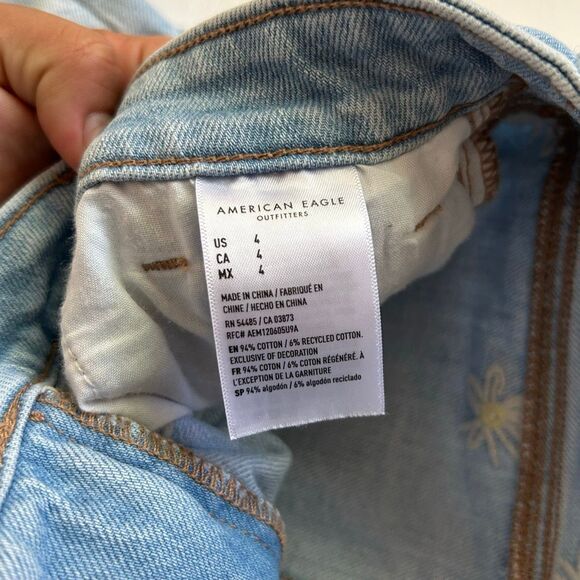 AMERICAN EAGLE
OUTFITTERS
US 4
CA 4
MX 4
MADE IN CHINA / FABRIQUÉ EN
CHINE / HECHO EN CHINA
RN 54485 / CA 03873
RFC# AEM120605U9A
EN 94% COTTON / 6% RECYCLED COTTON.
EXCLUSIVE OF DECORATION
FR 94% COTON / 6% COTON RÉGÉNÉRÉ. À
L'EXCEPTION DE LA GARNITURE
SP 94% algodón / 6% algodón reciclado